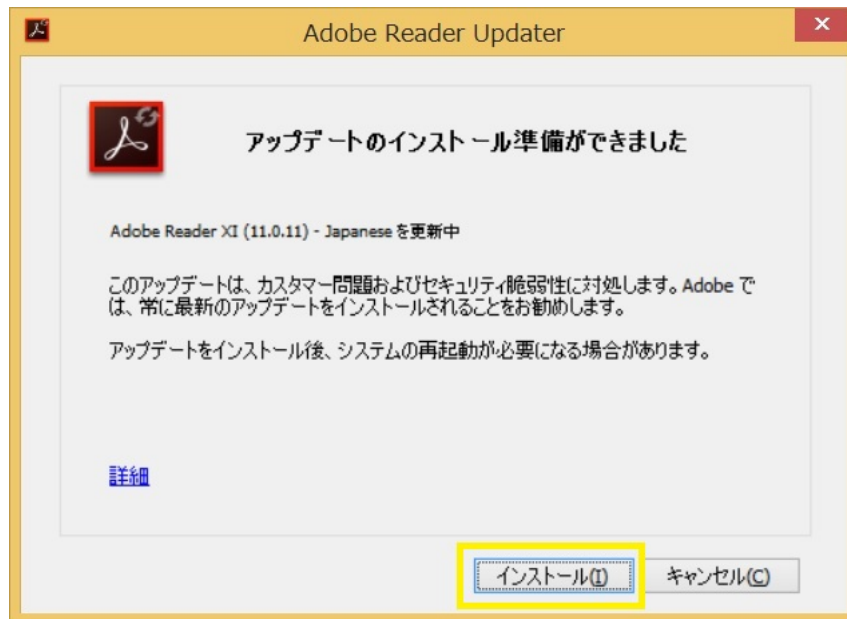 Adobe Reader Updater
アップデートのインストール準備ができました
Adobe Reader XI (11.0.11) - Japanese を更新中
このアップデートは、カスタマー問題およびセキュリティ脆弱性に対処します。Adobe で
は、常に最新のアップデートをインストールされることをお勧めします。
アップデートをインストール後、システムの再起動が必要になる場合があります。
詳細
インストール(I) キャンセル(C)